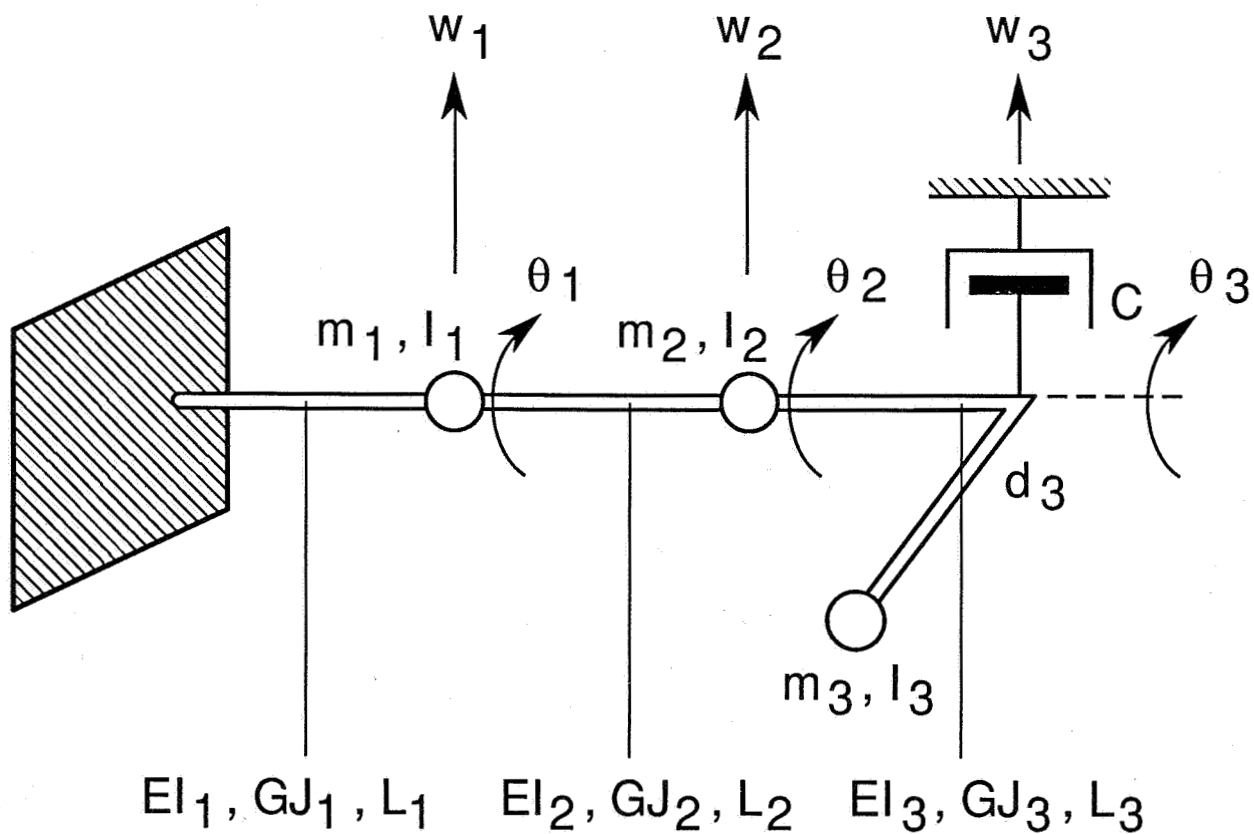 w1 w2 w3
θ1 θ2 θ3
m1, I1 m2, I2 C
d3
m3, I3
EI1, GJ1, L1 EI2, GJ2, L2 EI3, GJ3, L3